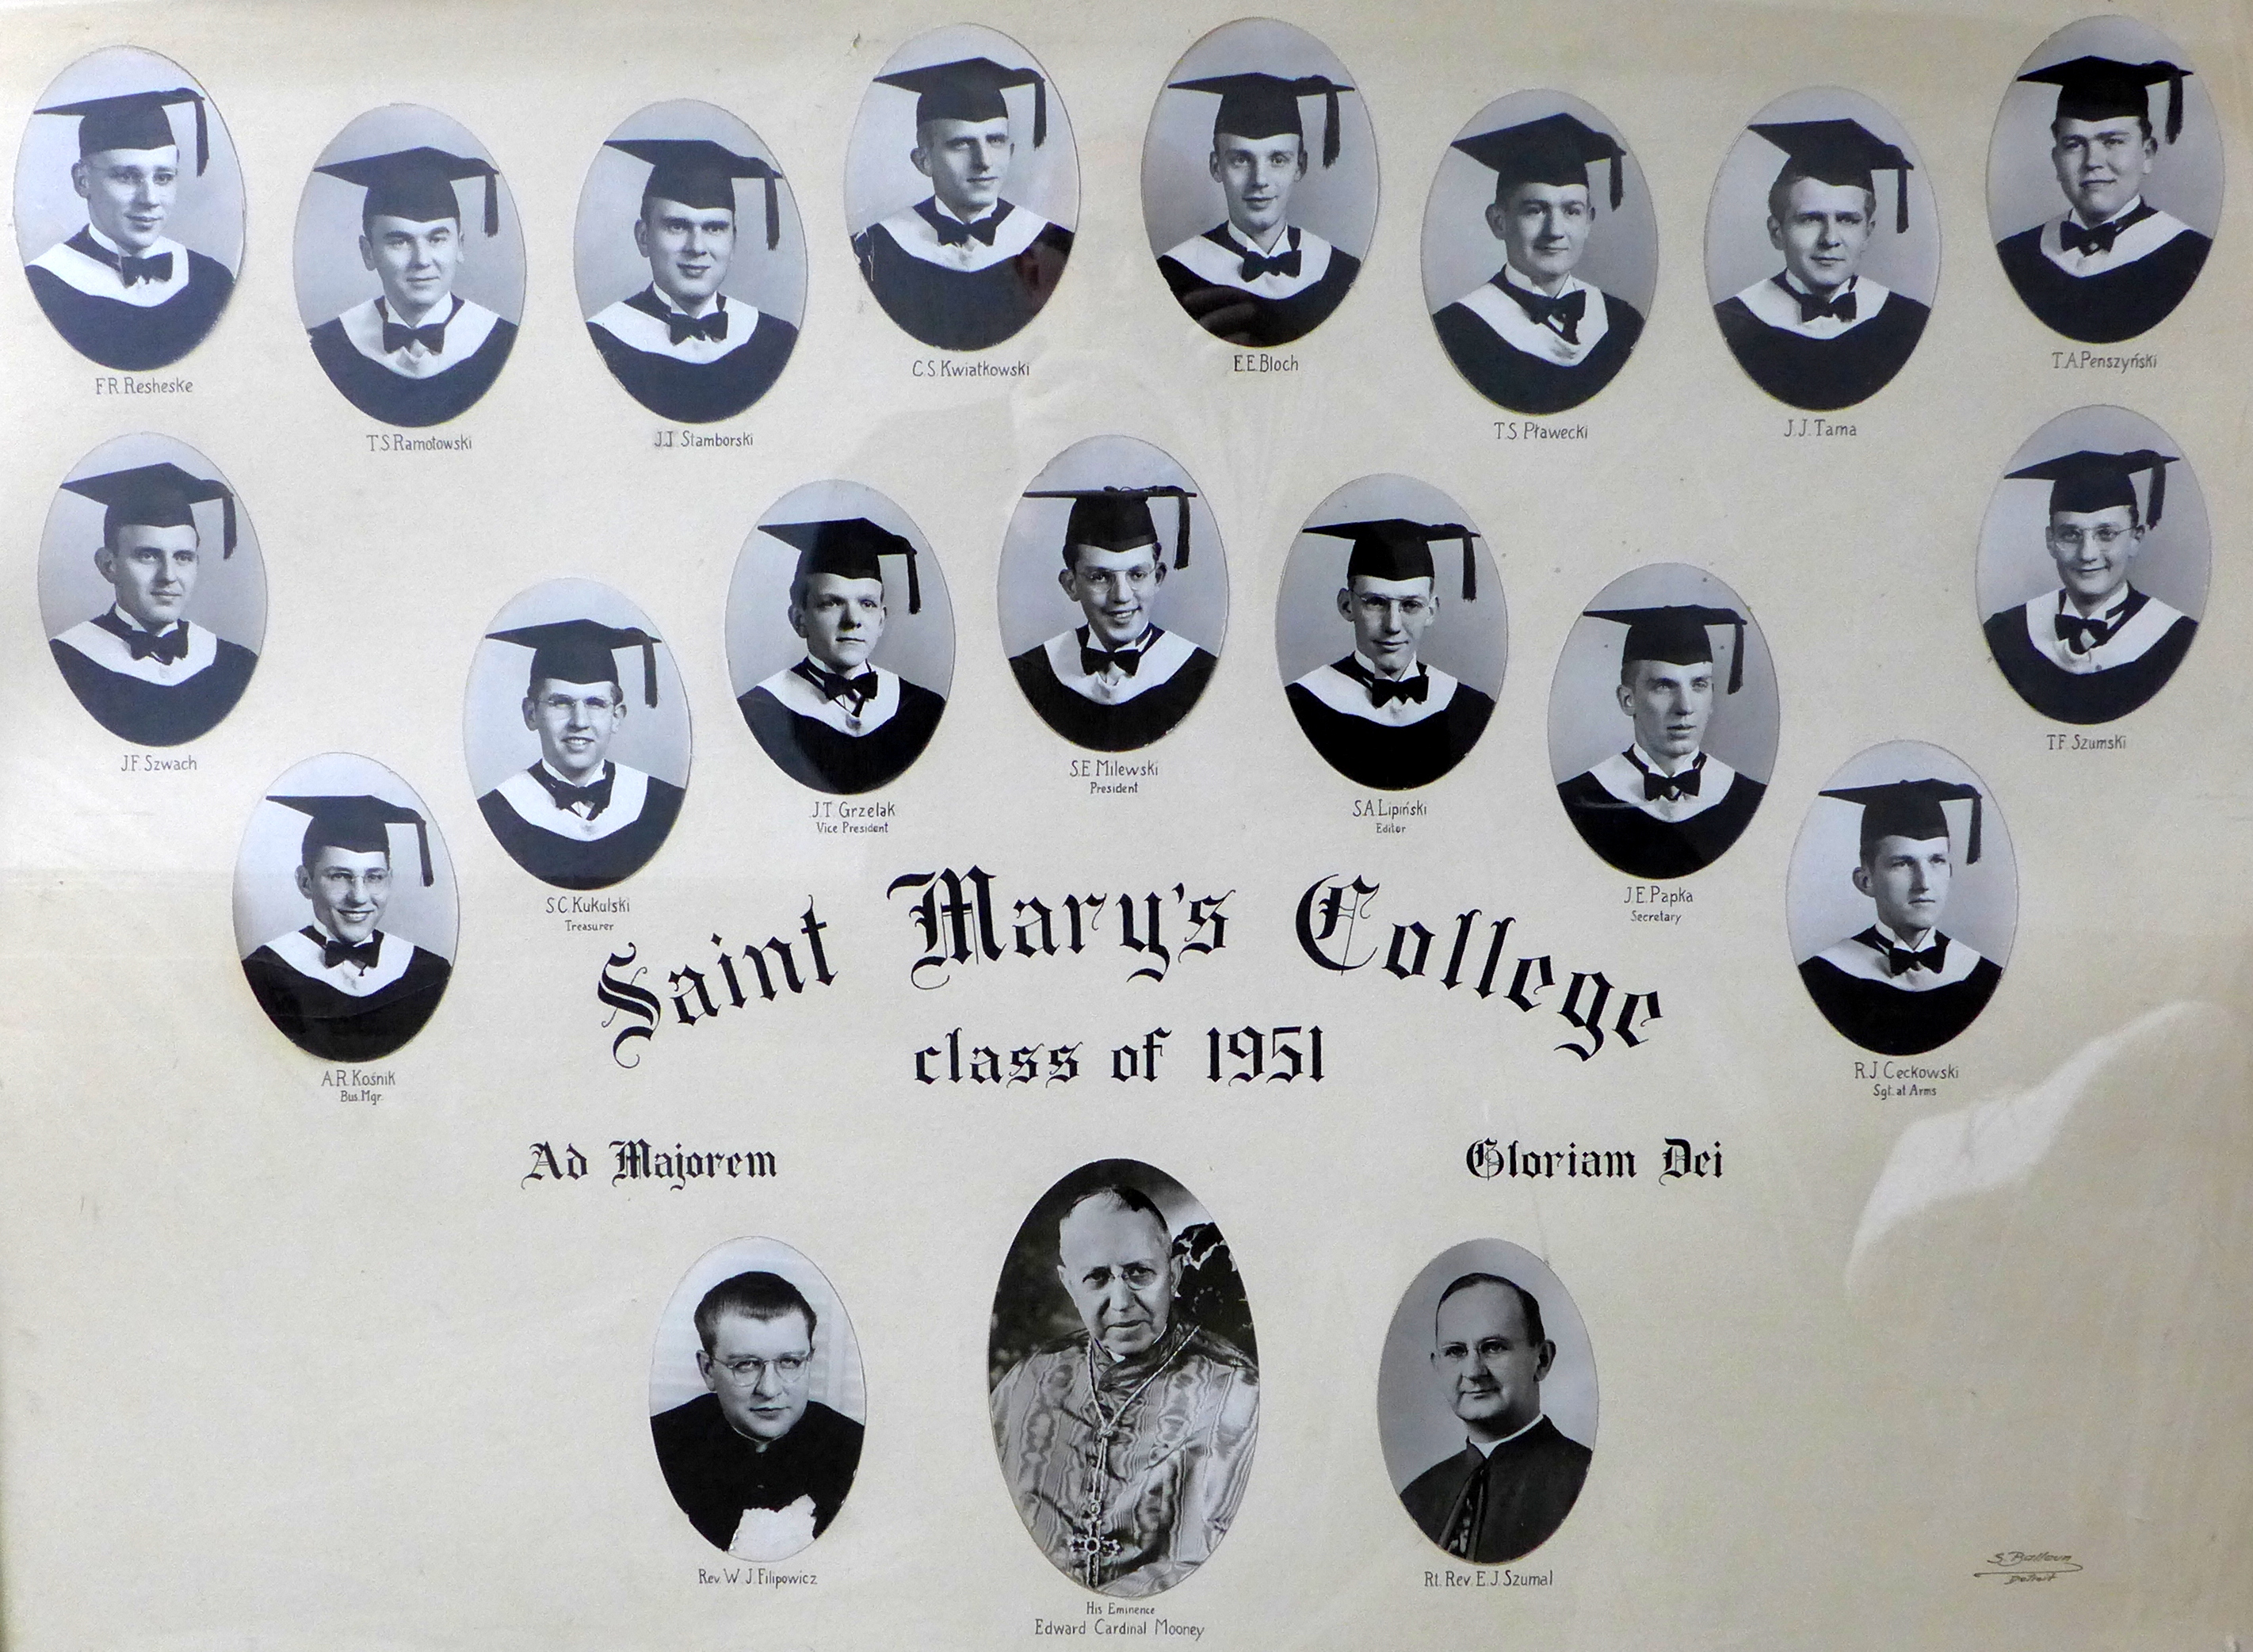 F.R. Resheske
T.S. Ramotowski
J.J. Stamborski
C.S. Kwiatkowski
E.E. Bloch
T.S. Pławecki
J.J. Tama
T.A. Penszyński
J.F. Szwach
A.R. Kośnik
Bus. Mgr.
S.C. Kukulski
Treasurer
J.T. Grzelak
Vice President
S.E. Milewski
President
S.A. Lipiński
Editor
J.E. Papka
Secretary
R.J. Ceckowski
Sgt. at Arms
T.F. Szumski
Saint Mary's College
class of 1951
Ad Majorem Gloriam Dei
Rev. W. J. Filipowicz
His Eminence
Edward Cardinal Mooney
Rt. Rev. E.J. Szumal
S. Balloun
Detroit